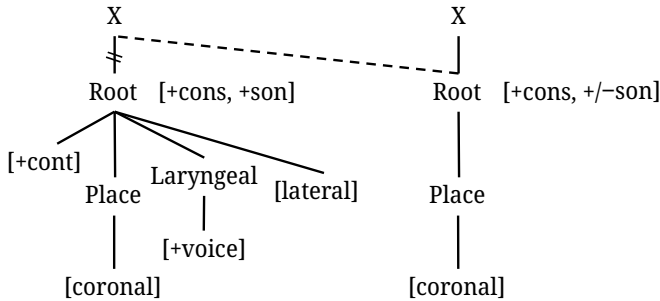 X X
Root [+cons, +son] Root [+cons, +/−son]
[+cont] Place Laryngeal [lateral] Place
[+voice]
[coronal] [coronal]